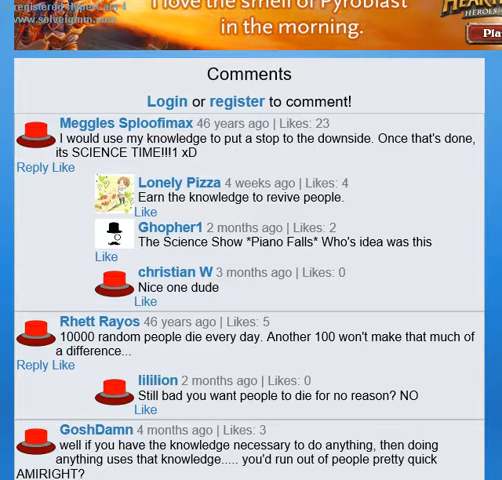 registered HyperCam 4
www.solveigmm.com
I love the smell of Pyroblast
in the morning.
HEROES
Pla
Comments
Login or register to comment!
Meggles Sploofimax 46 years ago | Likes: 23
I would use my knowledge to put a stop to the downside. Once that's done,
its SCIENCE TIME!!!1 xD
Reply Like
Lonely Pizza 4 weeks ago | Likes: 4
Earn the knowledge to revive people.
Like
Ghopher1 2 months ago | Likes: 2
The Science Show *Piano Falls* Who's idea was this
Like
christian W 3 months ago | Likes: 0
Nice one dude
Like
Rhett Rayos 46 years ago | Likes: 5
10000 random people die every day. Another 100 won't make that much of
a difference...
Reply Like
lililion 2 months ago | Likes: 0
Still bad you want people to die for no reason? NO
Like
GoshDamn 4 months ago | Likes: 3
well if you have the knowledge necessary to do anything, then doing
anything uses that knowledge..... you'd run out of people pretty quick
AMIRIGHT?